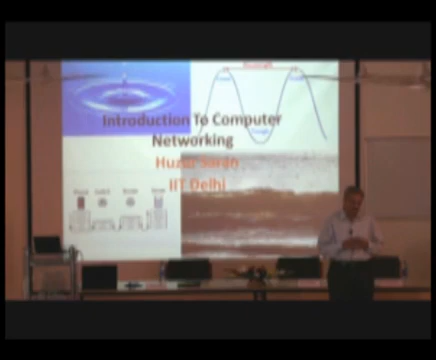 Introduction To Computer
Networking
Huzur Saran
IIT Delhi